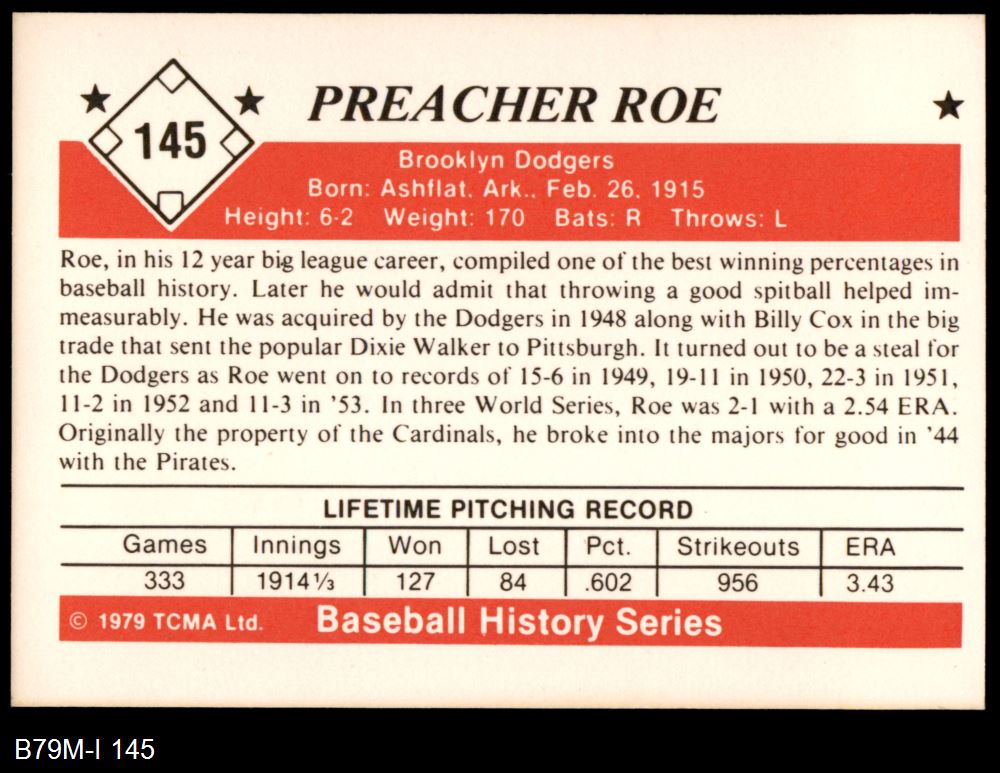 145
PREACHER ROE
Brooklyn Dodgers
Born: Ashflat, Ark., Feb. 26, 1915
Height: 6-2 Weight: 170 Bats: R Throws: L
Roe, in his 12 year big league career, compiled one of the best winning percentages in
baseball history. Later he would admit that throwing a good spitball helped im-
measurably. He was acquired by the Dodgers in 1948 along with Billy Cox in the big
trade that sent the popular Dixie Walker to Pittsburgh. It turned out to be a steal for
the Dodgers as Roe went on to records of 15-6 in 1949, 19-11 in 1950, 22-3 in 1951,
11-2 in 1952 and 11-3 in '53. In three World Series, Roe was 2-1 with a 2.54 ERA.
Originally the property of the Cardinals, he broke into the majors for good in '44
with the Pirates.
LIFETIME PITCHING RECORD
Games Innings Won Lost Pct. Strikeouts ERA
333 1914⅓ 127 84 .602 956 3.43
© 1979 TCMA Ltd. Baseball History Series
B79M-I 145